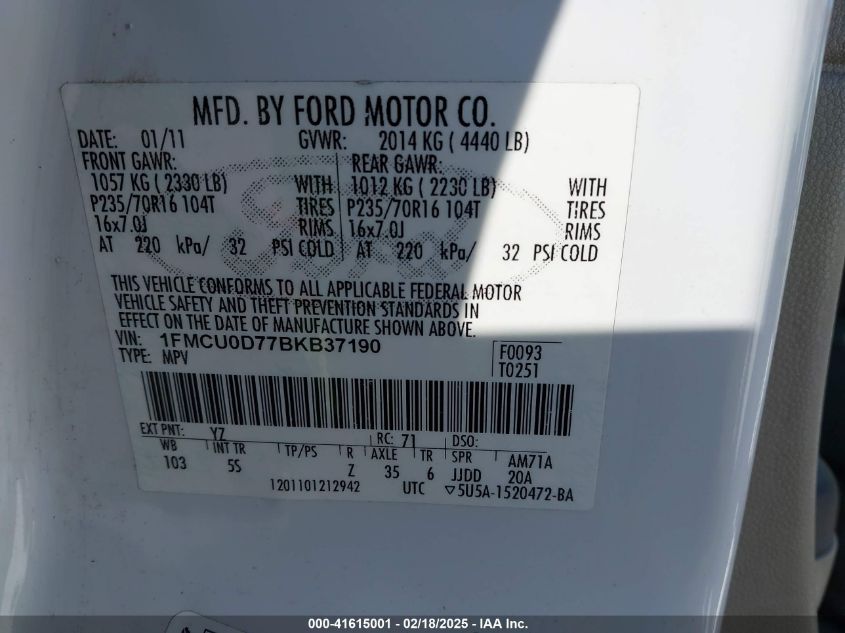 MFD. BY FORD MOTOR CO.
DATE: 01/11 GVWR: 2014 KG ( 4440 LB)
FRONT GAWR: REAR GAWR:
1057 KG ( 2330 LB) WITH 1012 KG ( 2230 LB) WITH
P235/70R16 104T TIRES P235/70R16 104T TIRES
16x7.0J RIMS 16x7.0J RIMS
AT 220 kPa/ 32 PSI COLD AT 220 kPa/ 32 PSI COLD
THIS VEHICLE CONFORMS TO ALL APPLICABLE FEDERAL MOTOR
VEHICLE SAFETY AND THEFT PREVENTION STANDARDS IN
EFFECT ON THE DATE OF MANUFACTURE SHOWN ABOVE.
VIN: 1FMCU0D77BKB37190 F0093
TYPE: MPV T0251
EXT PNT: YZ RC: 71 DSO:
WB INT TR TP/PS R AXLE TR SPR AM71A
103 5S Z 35 6 JJDD 20A
1201101212942 UTC ▽5U5A-1520472-BA
000-41615001 - 02/18/2025 - IAA Inc.